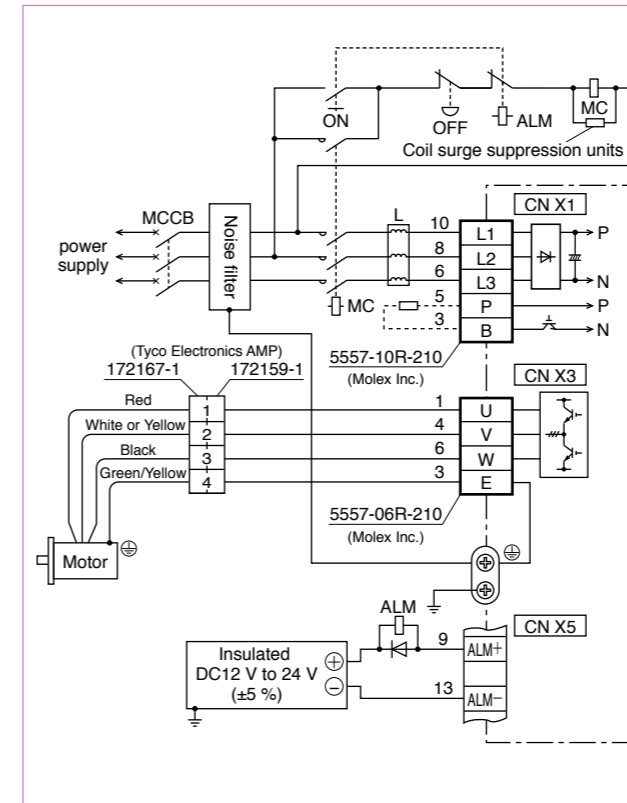 ON
OFF
ALM
MC
Coil surge suppression units
MCCB
power
supply
Noise filter
L
MC
CN X1
10
L1
P
8
L2
6
L3
N
5
P
P
3
B
N
5557-10R-210
(Molex Inc.)
(Tyco Electronics AMP)
172167-1
172159-1
CN X3
Red
1
1
U
White or Yellow
2
4
V
Black
3
6
W
Green/Yellow
4
3
E
5557-06R-210
(Molex Inc.)
Motor
ALM
CN X5
Insulated
DC12 V to 24 V
(±5 %)
+
−
9
ALM+
13
ALM−